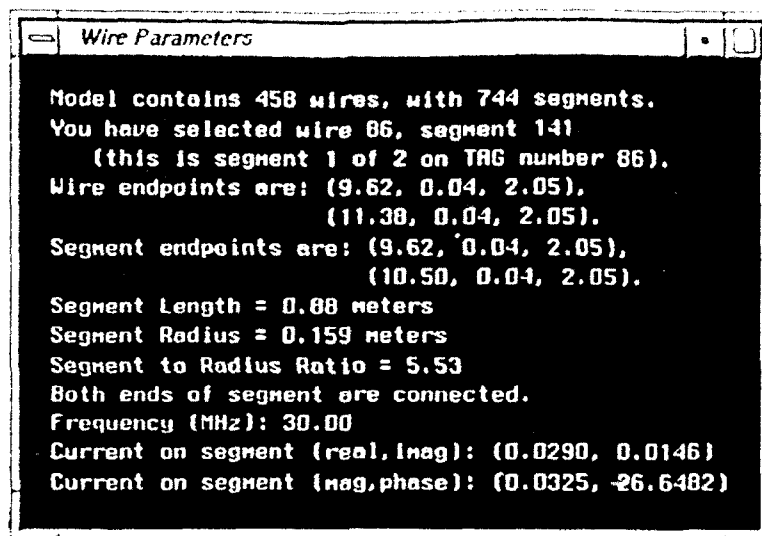 Wire Parameters
Model contains 458 wires, with 744 segments.
You have selected wire 86, segment 141
(this is segment 1 of 2 on TAG number 86).
Wire endpoints are: (9.62, 0.04, 2.05),
(11.38, 0.04, 2.05).
Segment endpoints are: (9.62, 0.04, 2.05),
(10.50, 0.04, 2.05).
Segment Length = 0.88 meters
Segment Radius = 0.159 meters
Segment to Radius Ratio = 5.53
Both ends of segment are connected.
Frequency (MHz): 30.00
Current on segment (real,imag): (0.0290, 0.0146)
Current on segment (mag,phase): (0.0325, -26.6482)